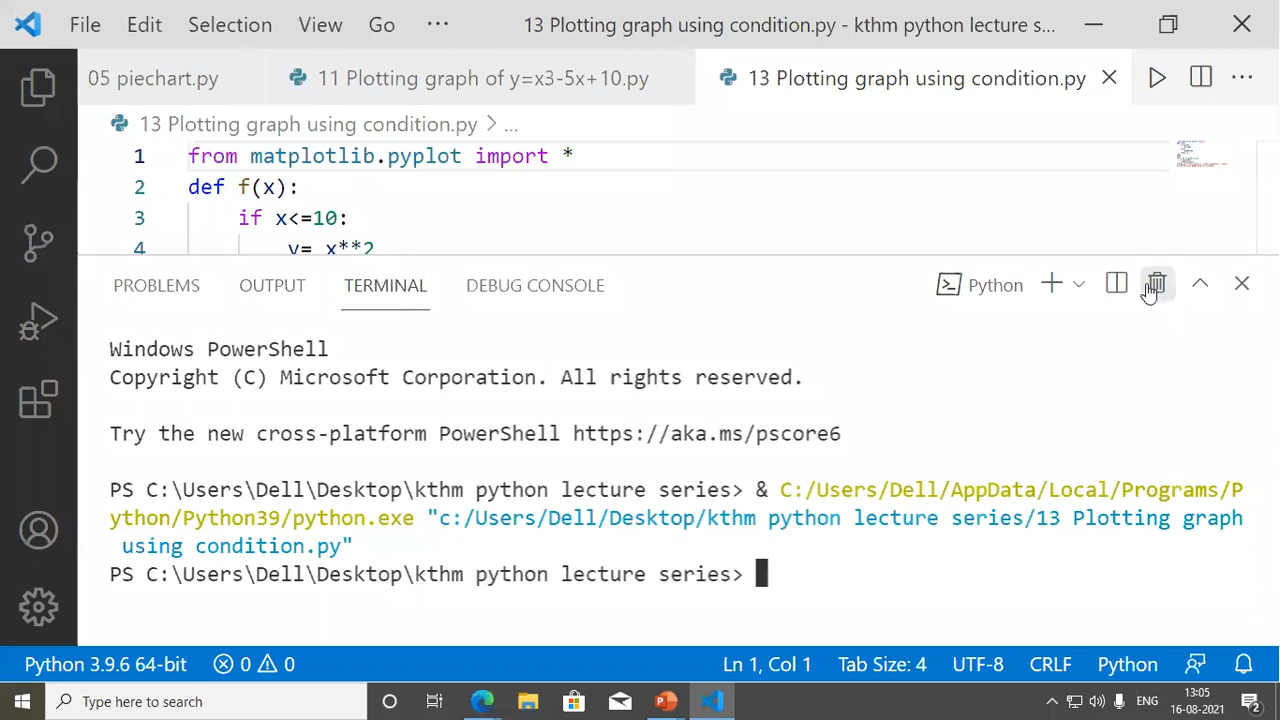 File Edit Selection View Go ··· 13 Plotting graph using condition.py - kthm python lecture s...
05 piechart.py 11 Plotting graph of y=x3-5x+10.py 13 Plotting graph using condition.py
13 Plotting graph using condition.py > ...
1 from matplotlib.pyplot import *
2 def f(x):
3 if x<=10:
4 y= x**2
PROBLEMS OUTPUT TERMINAL DEBUG CONSOLE Python
Windows PowerShell
Copyright (C) Microsoft Corporation. All rights reserved.
Try the new cross-platform PowerShell https://aka.ms/pscore6
PS C:\Users\Dell\Desktop\kthm python lecture series> & C:/Users/Dell/AppData/Local/Programs/P
ython/Python39/python.exe "c:/Users/Dell/Desktop/kthm python lecture series/13 Plotting graph
using condition.py"
PS C:\Users\Dell\Desktop\kthm python lecture series>
Python 3.9.6 64-bit 0 0 Ln 1, Col 1 Tab Size: 4 UTF-8 CRLF Python
Type here to search ENG 13:05
16-08-2021 2